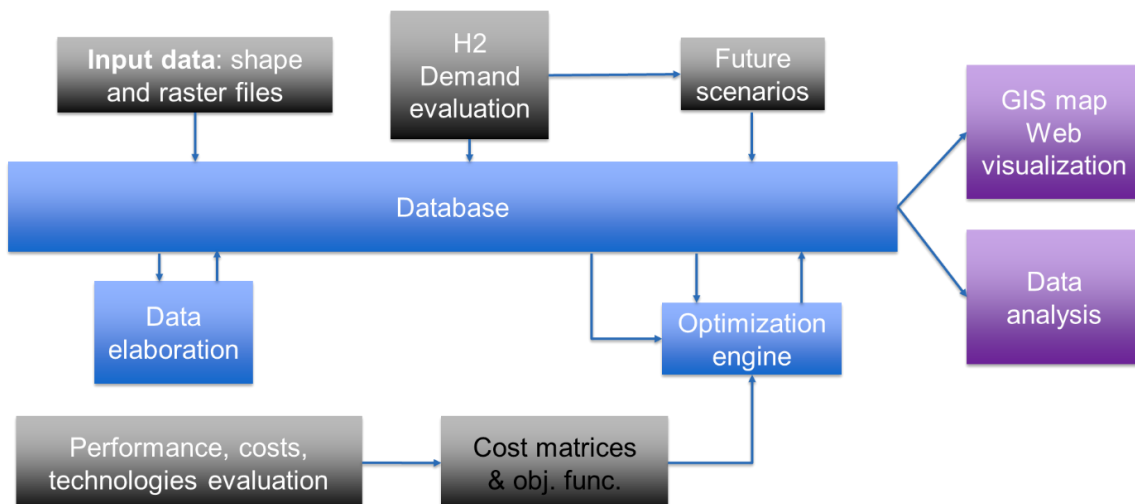 Input data: shape
and raster files
H2
Demand
evaluation
Future
scenarios
GIS map
Web
visualization
Database
Data
elaboration
Optimization
engine
Data
analysis
Performance, costs,
technologies evaluation
Cost matrices
& obj. func.